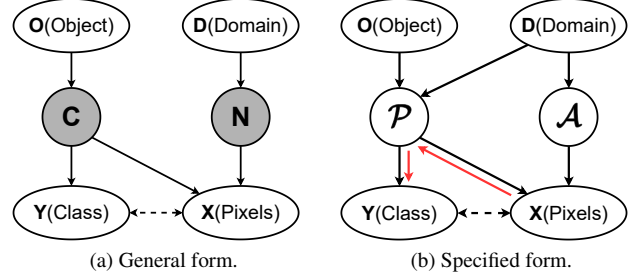 O(Object) D(Domain) O(Object) D(Domain)
C N 𝒫 𝒜
Y(Class) X(Pixels) Y(Class) X(Pixels)
(a) General form. (b) Specified form.